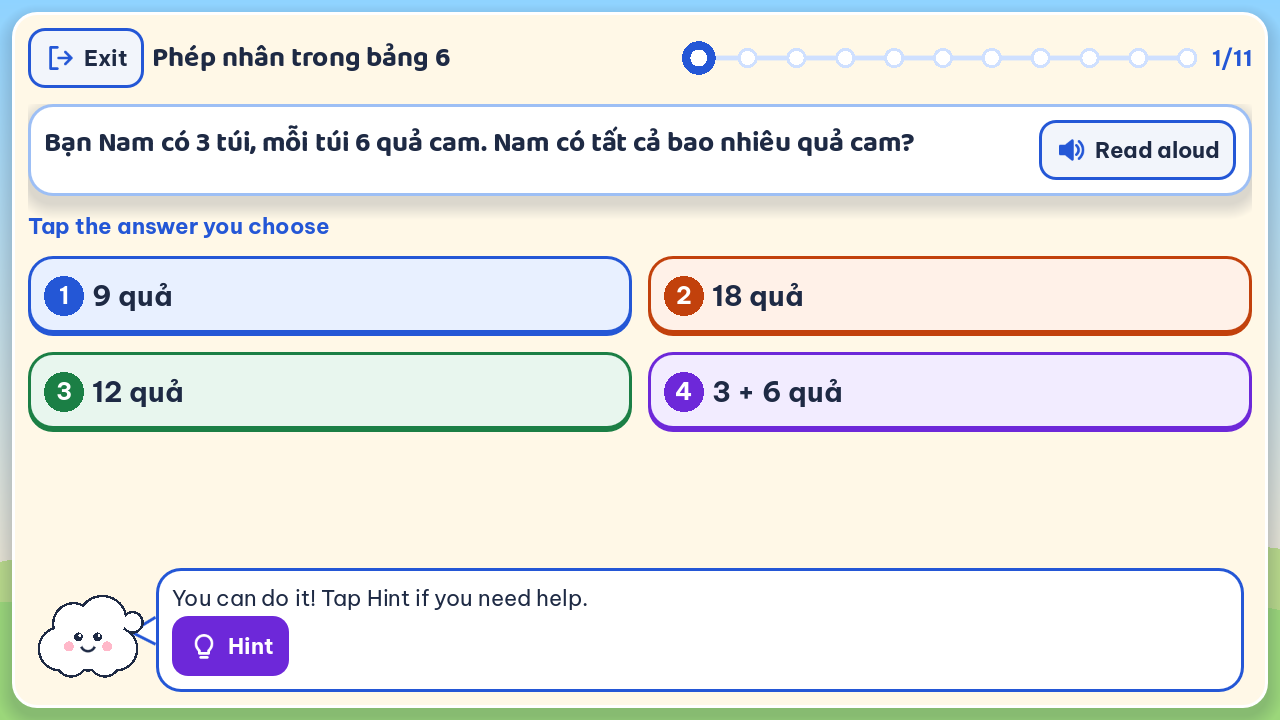 Exit
Phép nhân trong bảng 6
1/11
Bạn Nam có 3 túi, mỗi túi 6 quả cam. Nam có tất cả bao nhiêu quả cam?
Read aloud
Tap the answer you choose
1 9 quả
2 18 quả
3 12 quả
4 3 + 6 quả
You can do it! Tap Hint if you need help.
Hint